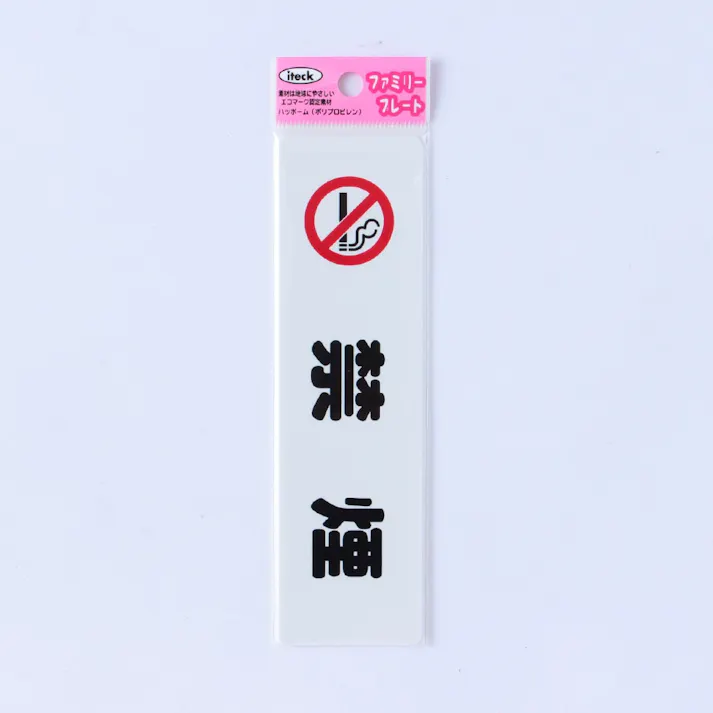 iteck
素材は地球にやさしい
エコマーク認定素材
ハッポーム（ポリプロピレン）
ファミリー
プレート
禁煙